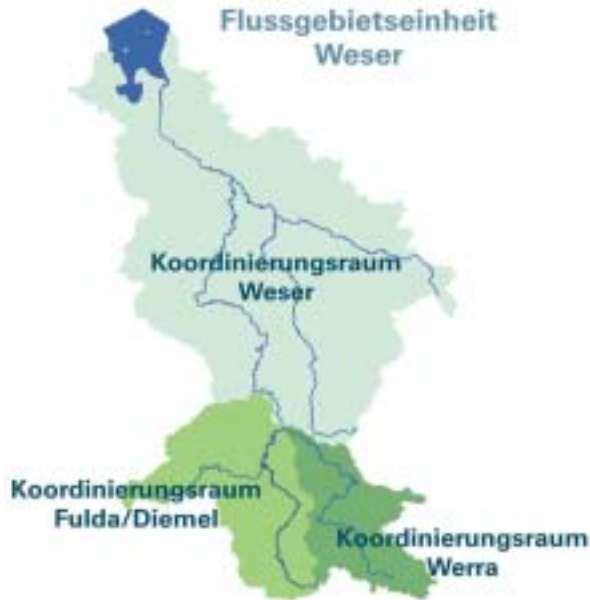 Flussgebietseinheit
Weser
Koordinierungsraum
Weser
Koordinierungsraum
Fulda/Diemel
Koordinierungsraum
Werra